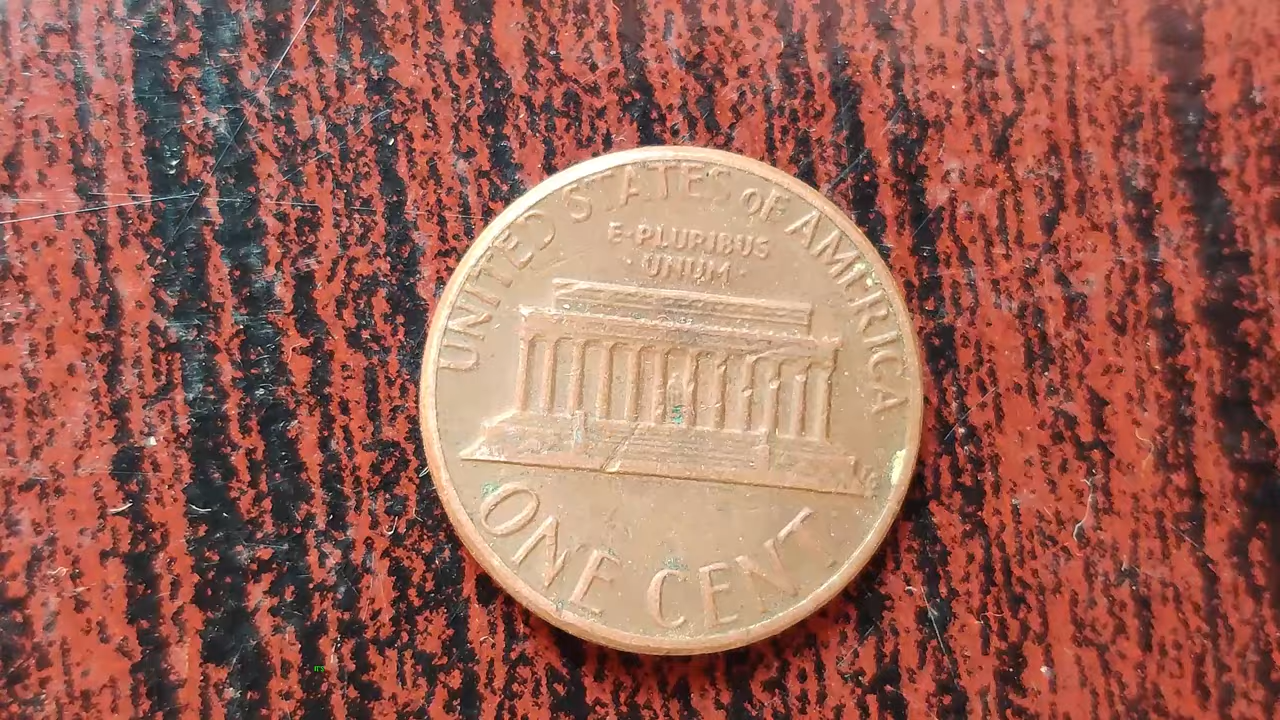 UNITED STATES OF AMERICA
E·PLURIBUS
·UNUM·
ONE CENT